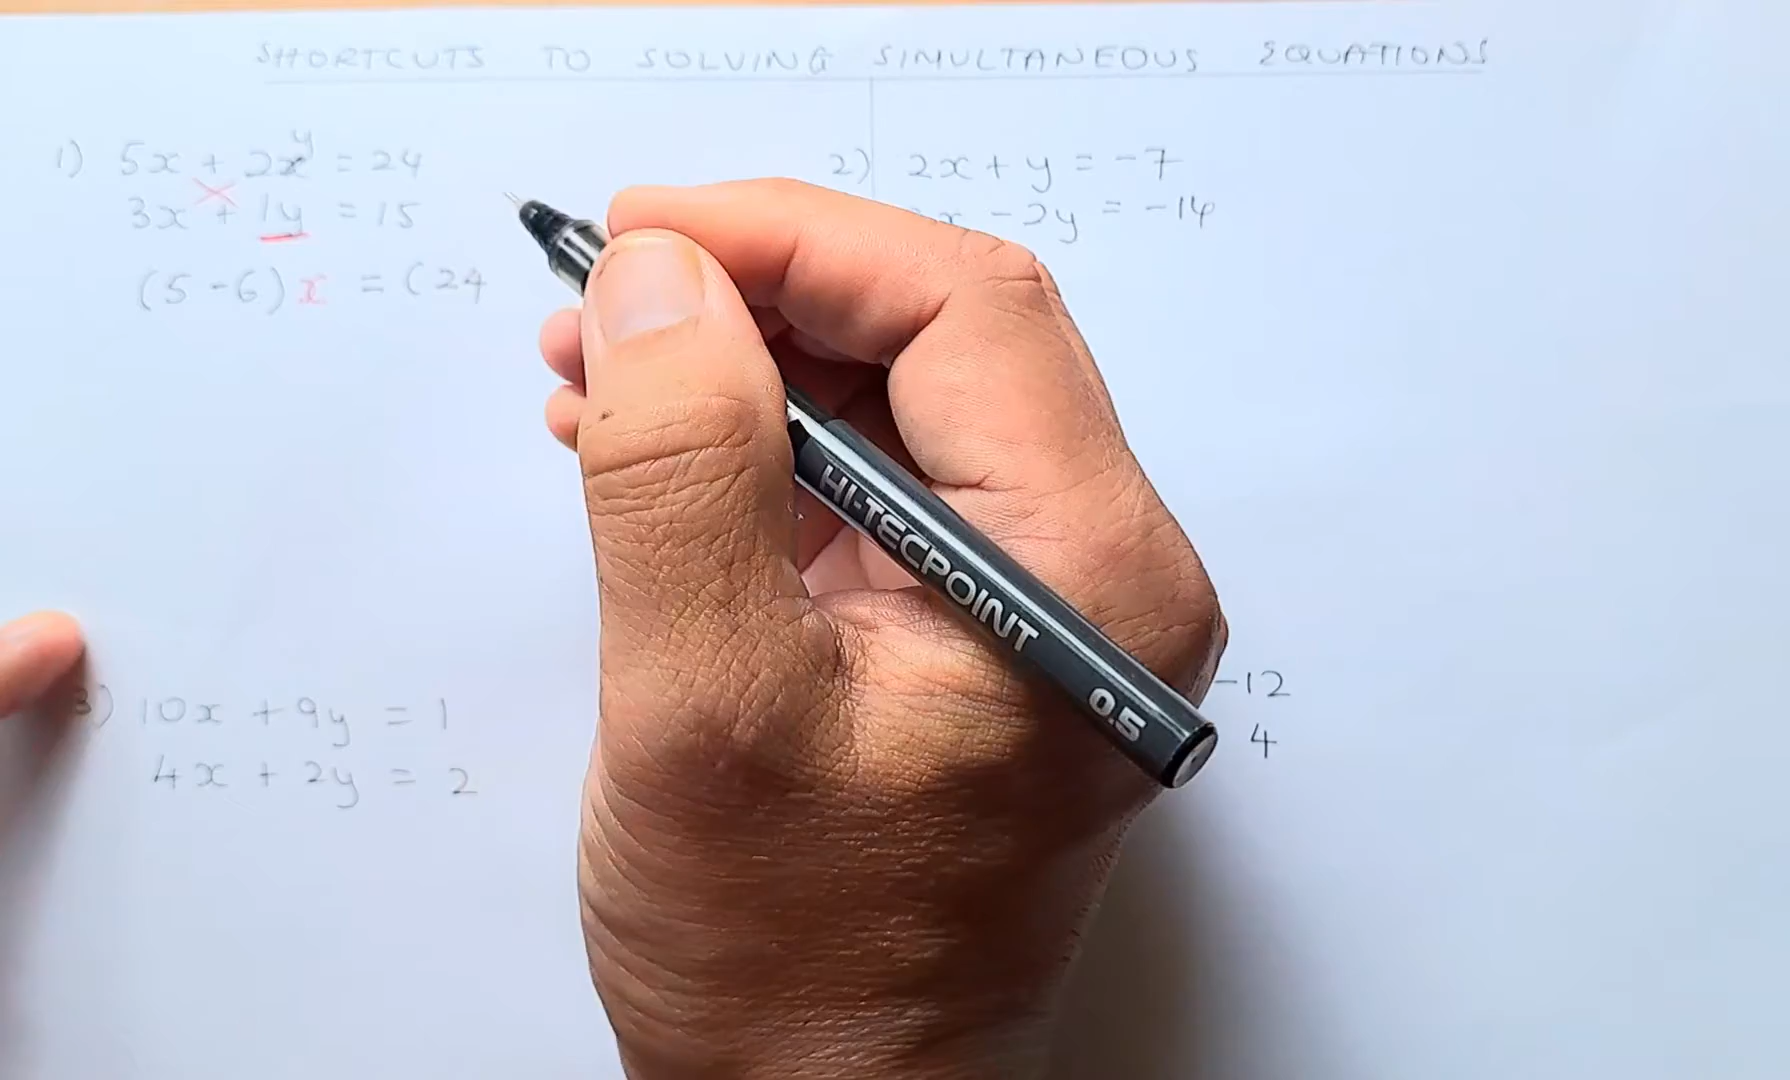 SHORTCUTS TO SOLVING SIMULTANEOUS EQUATIONS
1) 5x + 2y = 24
3x + 1y = 15
(5 - 6) x = (24
2) 2x + y = -7
x - 2y = -14
3) 10x + 9y = 1
4x + 2y = 2
-12
4
HI-TECPOINT 0.5